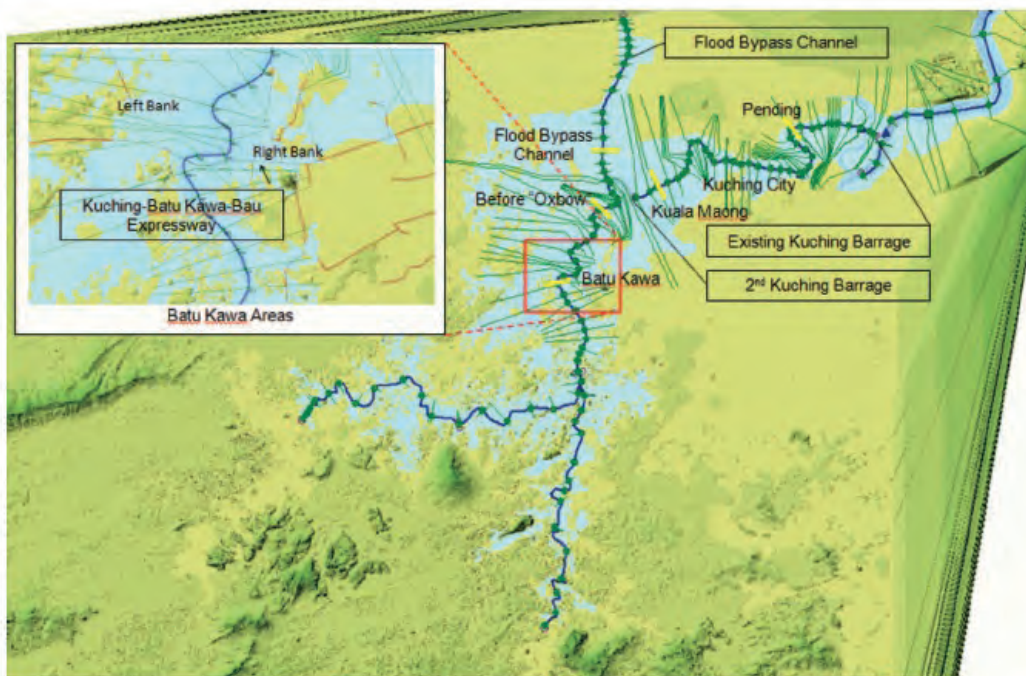 Left Bank
Right Bank
Kuching-Batu Kawa-Bau
Expressway
Batu Kawa Areas
Flood Bypass Channel
Pending
Flood Bypass
Channel
Kuching City
Before "Oxbow
Kuala Maong
Existing Kuching Barrage
Batu Kawa
2nd Kuching Barrage